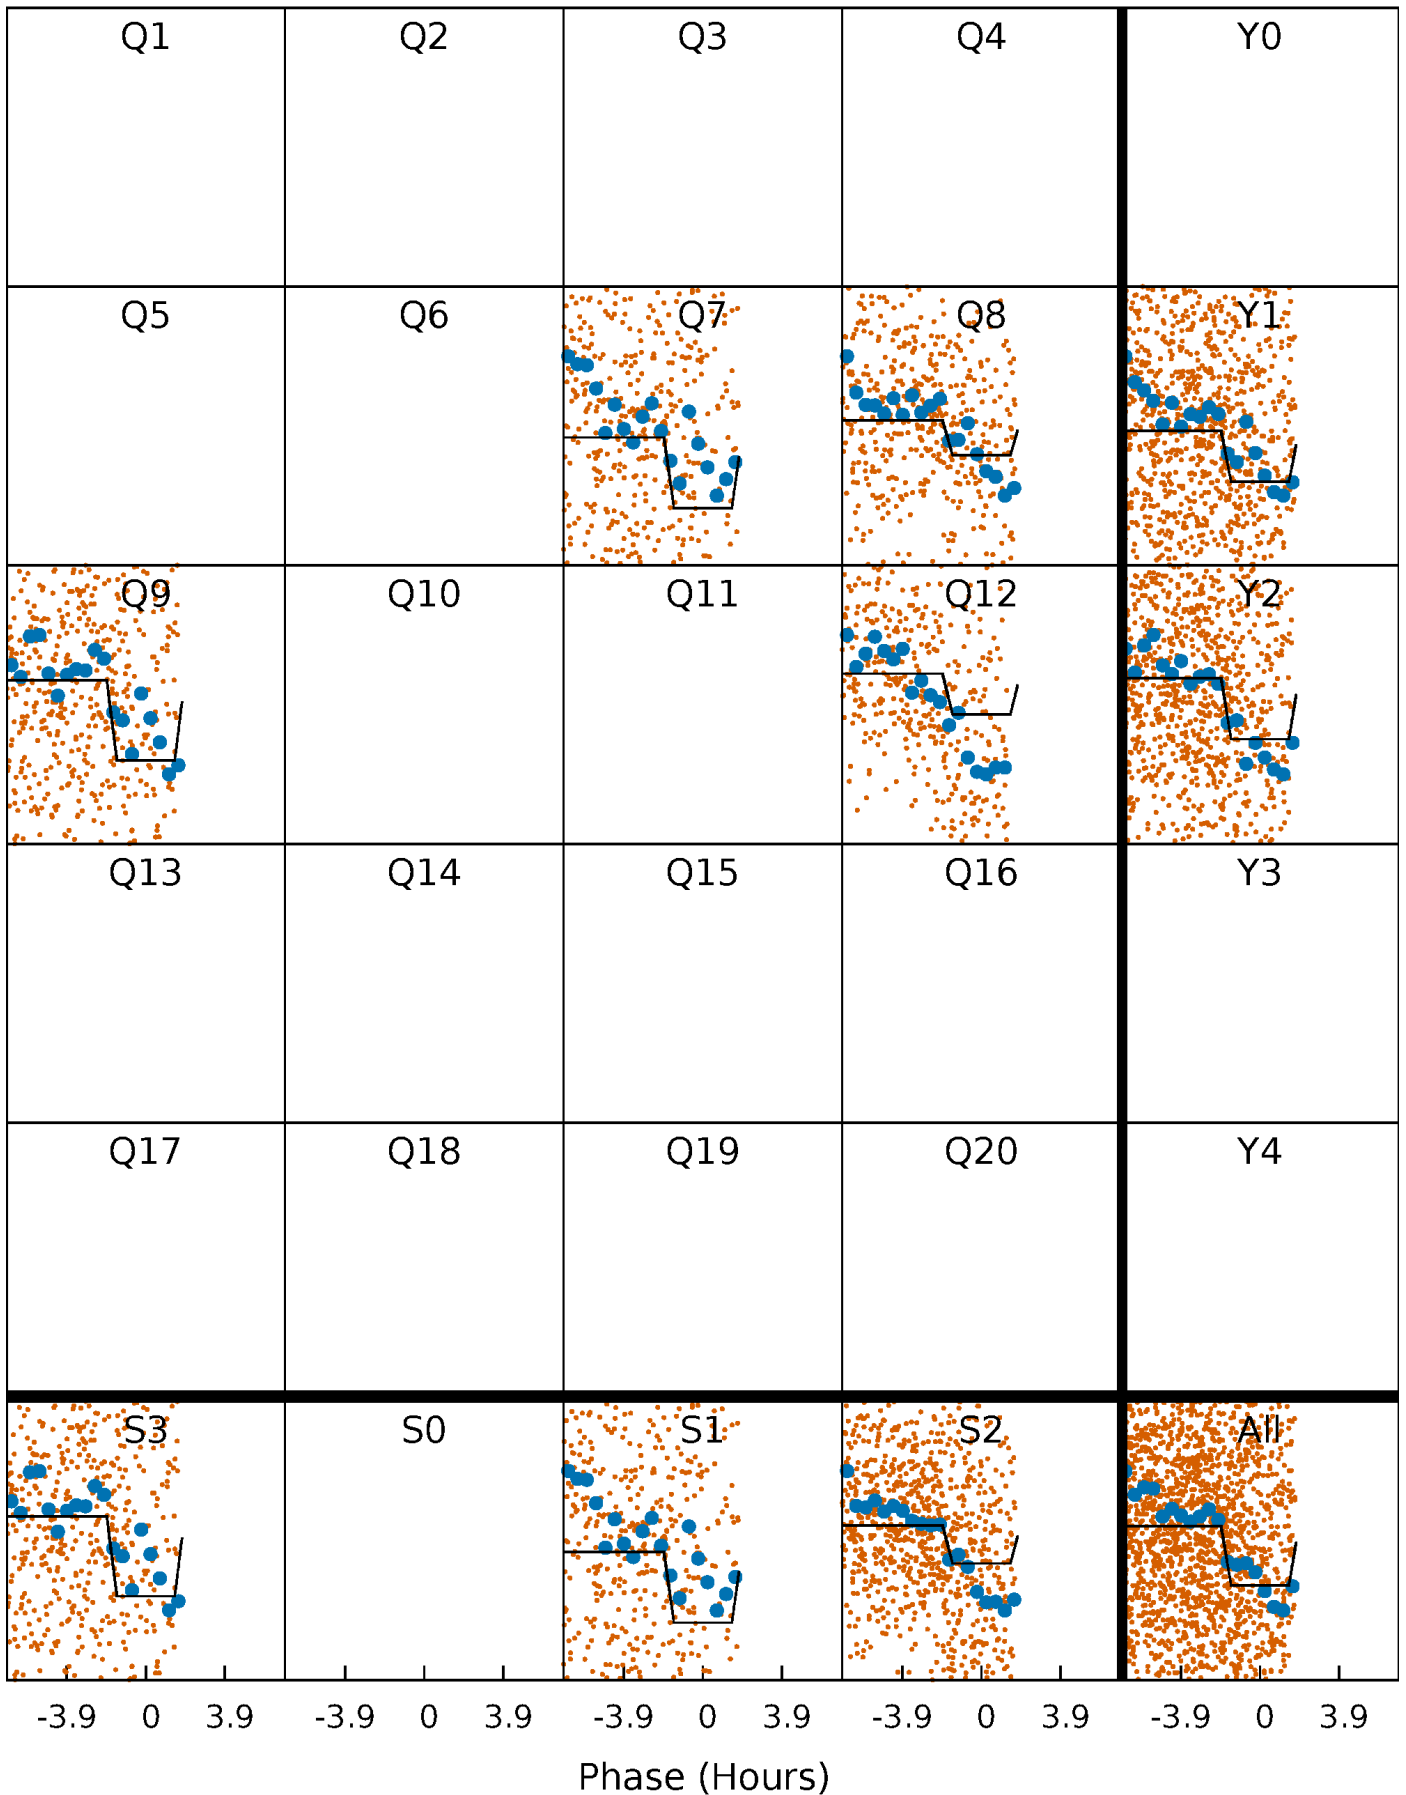 Q1 Q2 Q3 Q4 Y0
Q5 Q6 Q7 Q8 Y1
Q9 Q10 Q11 Q12 Y2
Q13 Q14 Q15 Q16 Y3
Q17 Q18 Q19 Q20 Y4
S3 S0 S1 S2 All
-3.9 0 3.9 -3.9 0 3.9 -3.9 0 3.9 -3.9 0 3.9 -3.9 0 3.9
Phase (Hours)